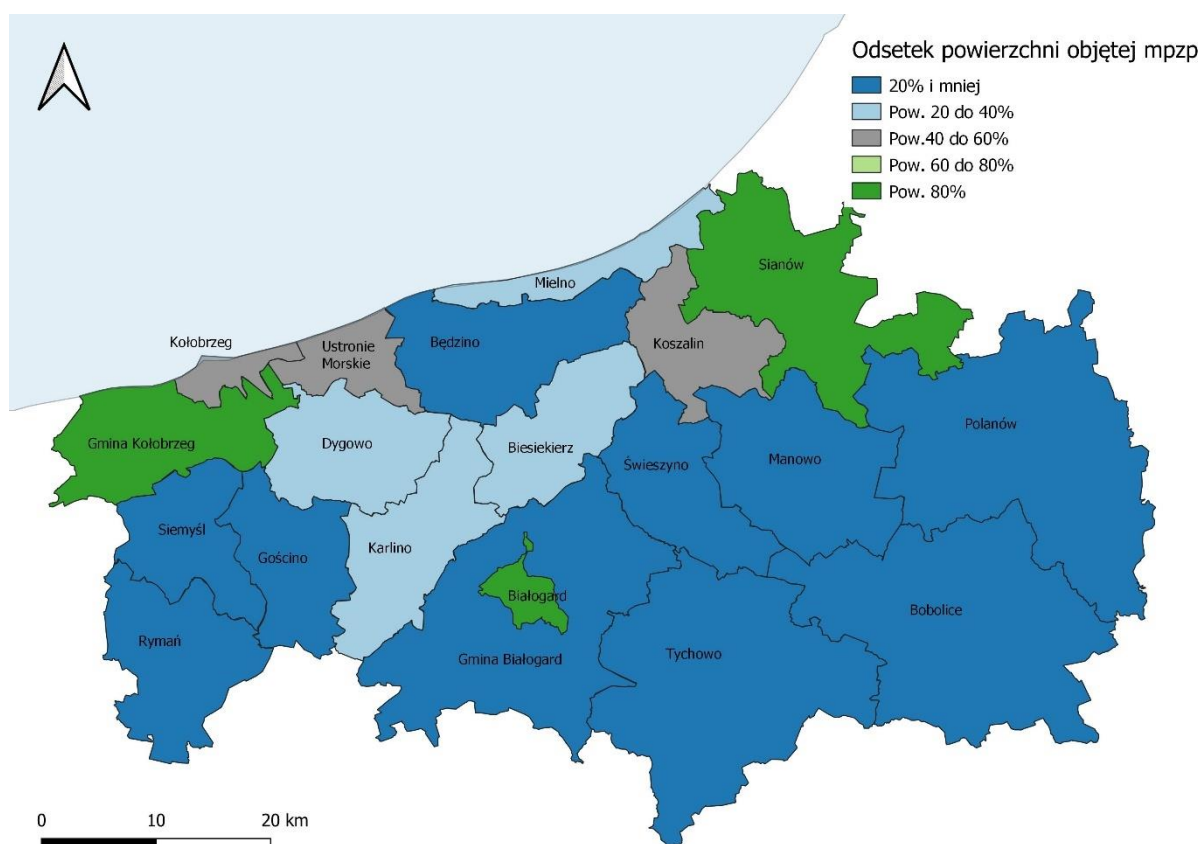 Odsetek powierzchni objętej mpzp
20% i mniej
Pow. 20 do 40%
Pow.40 do 60%
Pow. 60 do 80%
Pow. 80%
Sianów
Mielno
Kołobrzeg
Ustronie
Morskie
Będzino
Koszalin
Polanów
Gmina Kołobrzeg
Dygowo
Biesiekierz
Świeszyno
Manowo
Siemyśl
Gościno
Karlino
Białogard
Bobolice
Rymań
Gmina Białogard
Tychowo
0 10 20 km